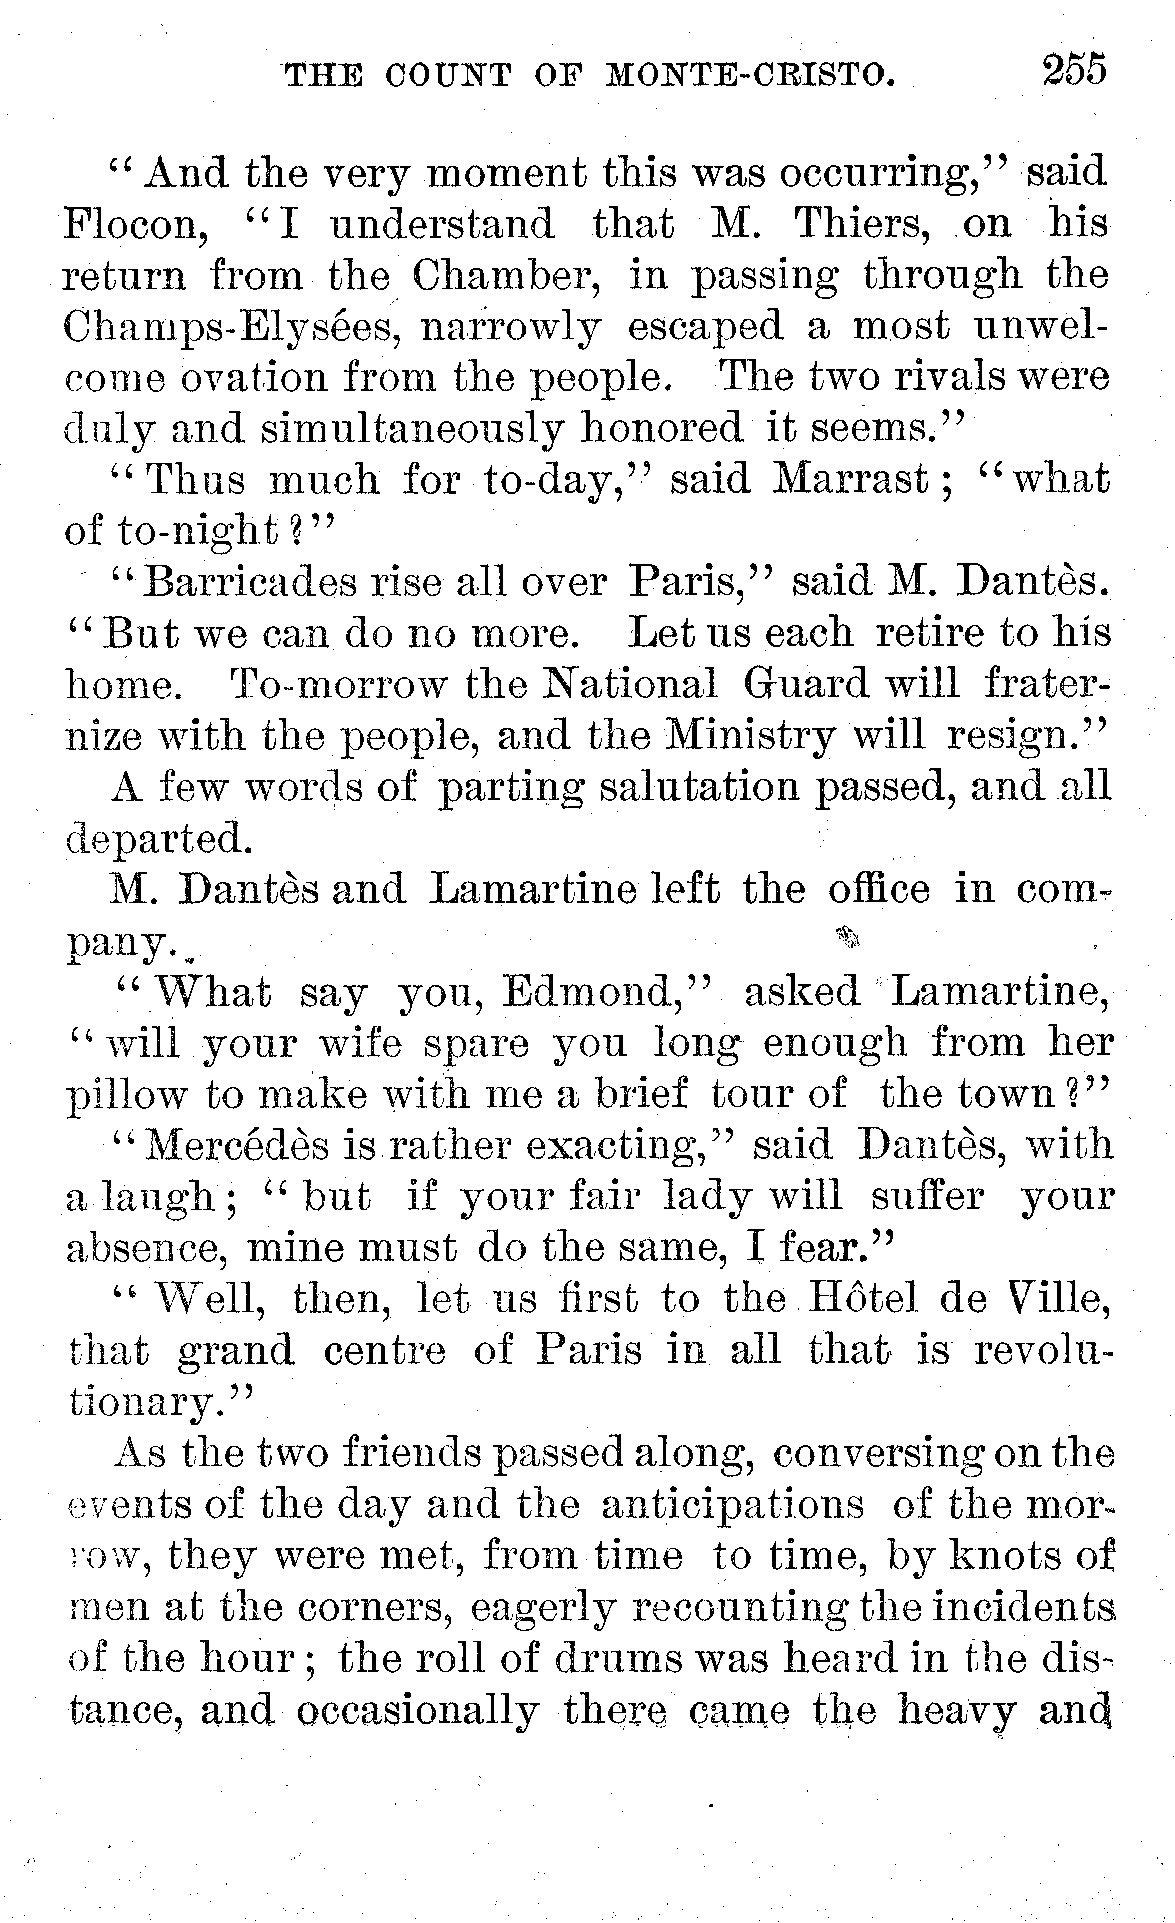 THE COUNT OF MONTE-CRISTO. 255
"And the very moment this was occurring," said
Flocon, "I understand that M. Thiers, on his
return from the Chamber, in passing through the
Champs-Elysées, narrowly escaped a most unwel-
come ovation from the people. The two rivals were
duly and simultaneously honored it seems."
"Thus much for to-day," said Marrast; "what
of to-night?"
"Barricades rise all over Paris," said M. Dantès.
"But we can do no more. Let us each retire to his
home. To-morrow the National Guard will frater-
nize with the people, and the Ministry will resign."
A few words of parting salutation passed, and all
departed.
M. Dantès and Lamartine left the office in com-
pany.
"What say you, Edmond," asked Lamartine,
"will your wife spare you long enough from her
pillow to make with me a brief tour of the town?"
"Mercédès is rather exacting," said Dantès, with
a laugh; "but if your fair lady will suffer your
absence, mine must do the same, I fear."
"Well, then, let us first to the Hôtel de Ville,
that grand centre of Paris in all that is revolu-
tionary."
As the two friends passed along, conversing on the
events of the day and the anticipations of the mor-
row, they were met, from time to time, by knots of
men at the corners, eagerly recounting the incidents
of the hour; the roll of drums was heard in the dis-
tance, and occasionally there came the heavy and